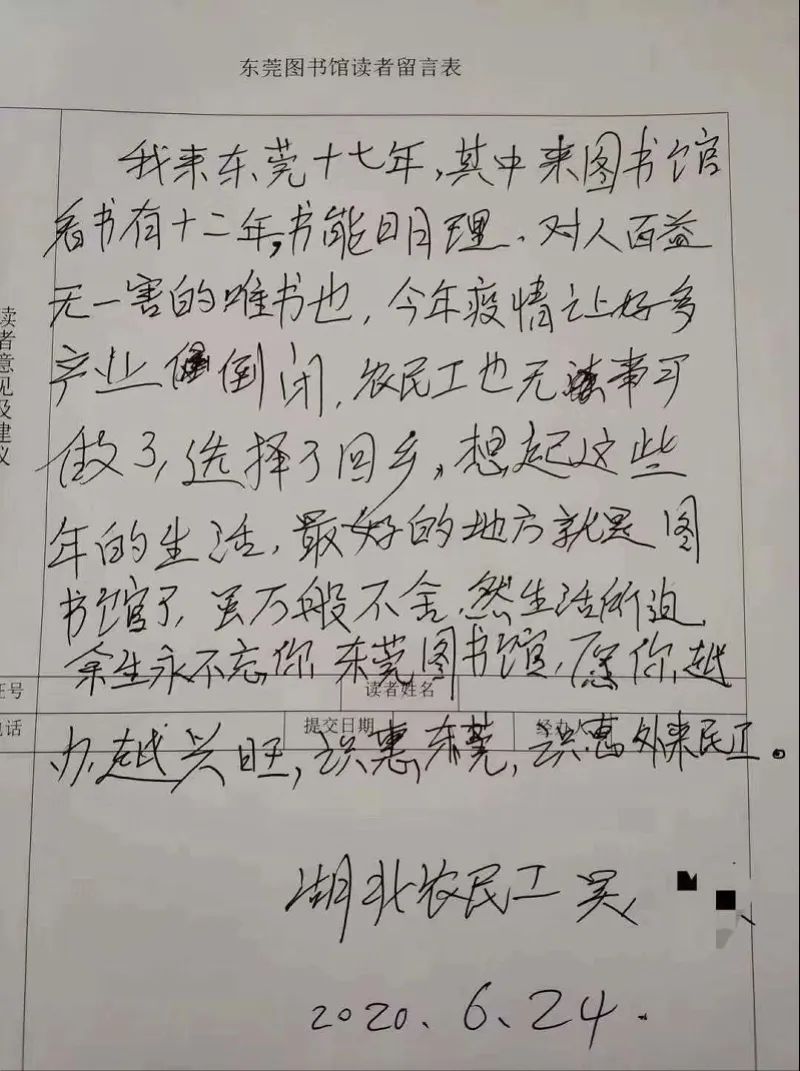 东莞图书馆读者留言表
我来东莞十七年,其中来图书馆
看书有十二年,书能明理、对人百益
无一害的唯书也,今年疫情让好多
产业倒闭,农民工也无事可
做了,选择了回乡,想起这些
年的生活,最好的地方就是图
书馆了,虽万般不舍,然生活所迫,
余生永不忘你,东莞图书馆,愿你越
办越兴旺,识惠东莞,识惠外来民工。
读者意见及建议
证号
读者姓名
电话
提交日期
经办人
湖北农民工 吴
2020、6、24.